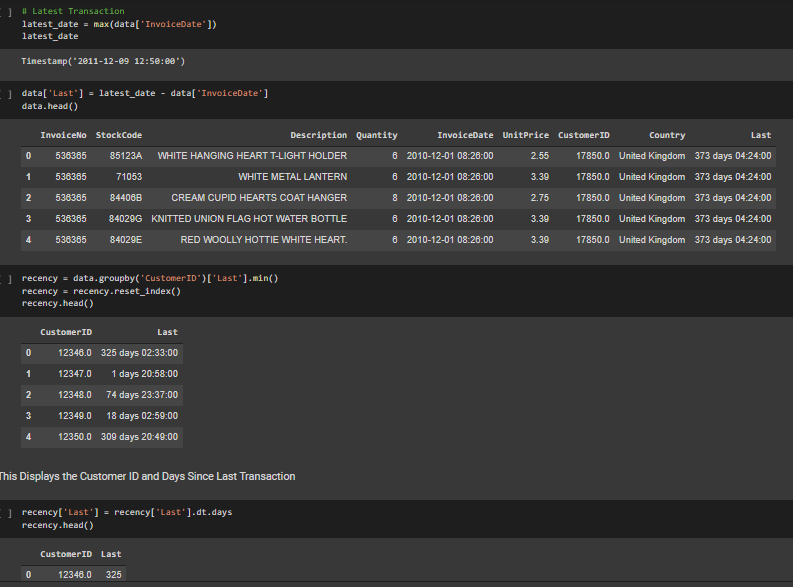 [ ] # Latest Transaction
latest_date = max(data['InvoiceDate'])
latest_date
Timestamp('2011-12-09 12:50:00')
[ ] data['Last'] = latest_date - data['InvoiceDate']
data.head()
InvoiceNo StockCode Description Quantity InvoiceDate UnitPrice CustomerID Country Last
0 536365 85123A WHITE HANGING HEART T-LIGHT HOLDER 6 2010-12-01 08:26:00 2.55 17850.0 United Kingdom 373 days 04:24:00
1 536365 71053 WHITE METAL LANTERN 6 2010-12-01 08:26:00 3.39 17850.0 United Kingdom 373 days 04:24:00
2 536365 84406B CREAM CUPID HEARTS COAT HANGER 8 2010-12-01 08:26:00 2.75 17850.0 United Kingdom 373 days 04:24:00
3 536365 84029G KNITTED UNION FLAG HOT WATER BOTTLE 6 2010-12-01 08:26:00 3.39 17850.0 United Kingdom 373 days 04:24:00
4 536365 84029E RED WOOLLY HOTTIE WHITE HEART. 6 2010-12-01 08:26:00 3.39 17850.0 United Kingdom 373 days 04:24:00
[ ] recency = data.groupby('CustomerID')['Last'].min()
recency = recency.reset_index()
recency.head()
CustomerID Last
0 12346.0 325 days 02:33:00
1 12347.0 1 days 20:58:00
2 12348.0 74 days 23:37:00
3 12349.0 18 days 02:59:00
4 12350.0 309 days 20:49:00
This Displays the Customer ID and Days Since Last Transaction
[ ] recency['Last'] = recency['Last'].dt.days
recency.head()
CustomerID Last
0 12346.0 325